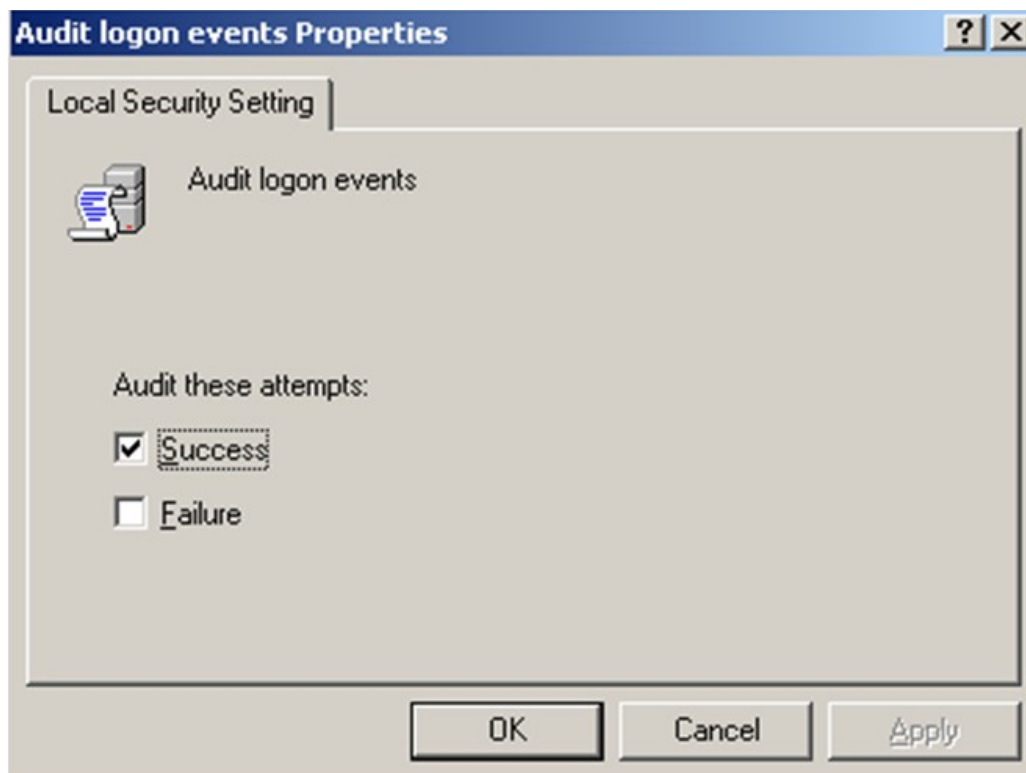 Audit logon events Properties
Local Security Setting
Audit logon events
Audit these attempts:
Success
Failure
OK Cancel Apply